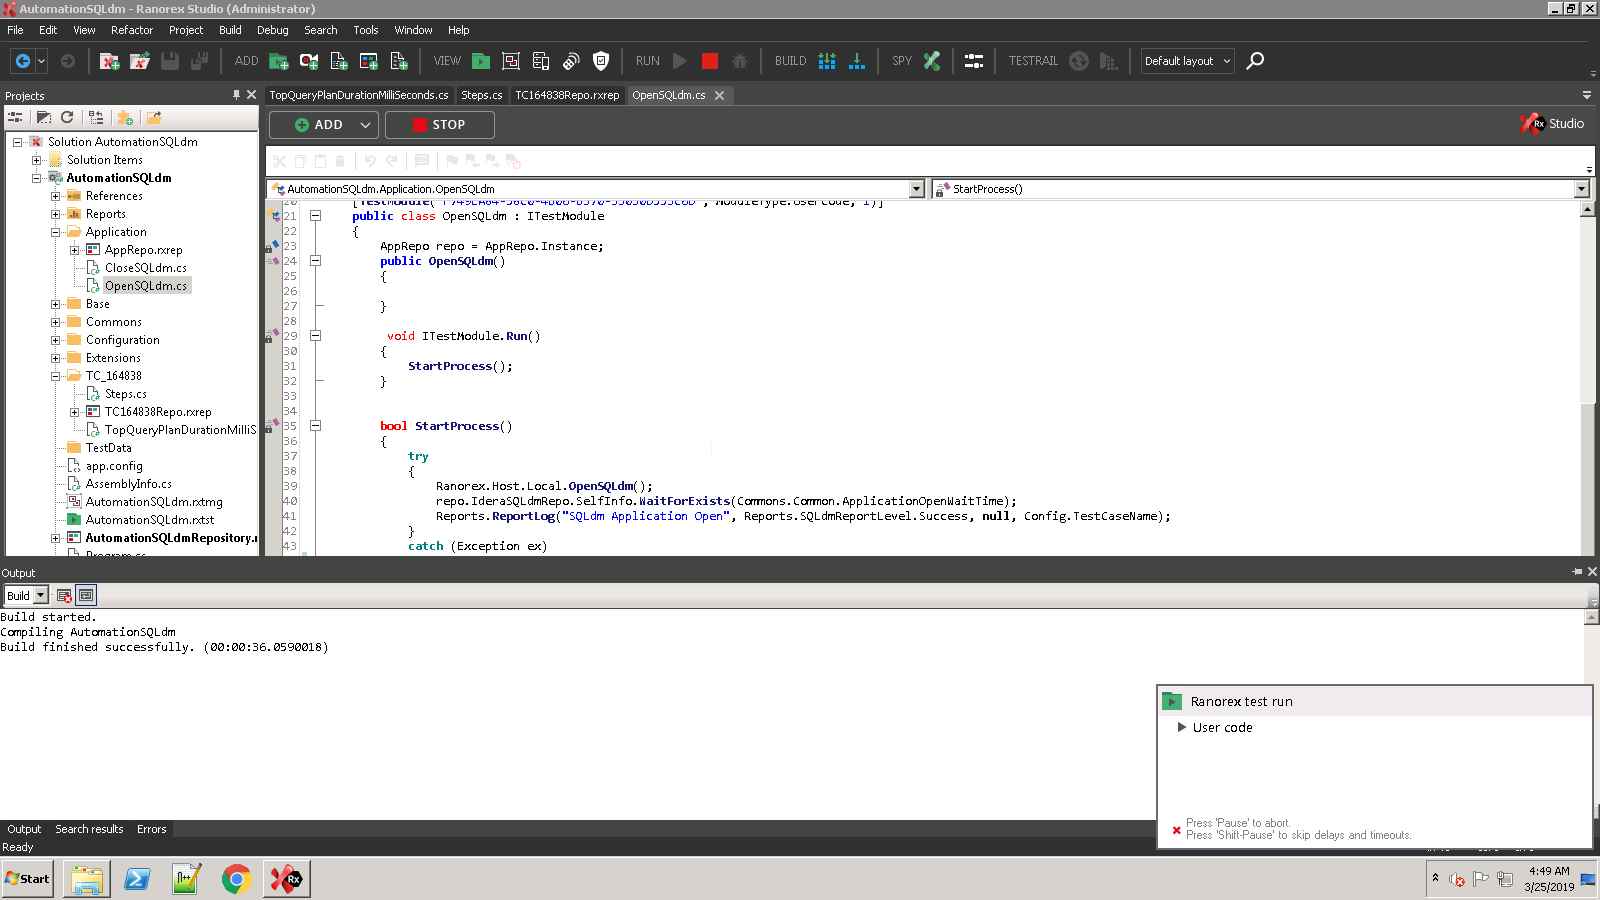 AutomationSQLdm - Ranorex Studio (Administrator)
File Edit View Refactor Project Build Debug Search Tools Window Help
ADD VIEW RUN BUILD SPY TESTRAIL Default layout
Projects
TopQueryPlanDurationMilliSeconds.cs Steps.cs TC164838Repo.rxrep OpenSQLdm.cs
ADD STOP
Rx Studio
AutomationSQLdm.Application.OpenSQLdm StartProcess()
Solution AutomationSQLdm
Solution Items
AutomationSQLdm
References
Reports
Application
AppRepo.rxrep
CloseSQLdm.cs
OpenSQLdm.cs
Base
Commons
Configuration
Extensions
TC_164838
Steps.cs
TC164838Repo.rxrep
TopQueryPlanDurationMilliS
TestData
app.config
AssemblyInfo.cs
AutomationSQLdm.rxtmg
AutomationSQLdm.rxtst
AutomationSQLdmRepository.
Program.cs
20
21 public class OpenSQLdm : ITestModule
22 {
23 AppRepo repo = AppRepo.Instance;
24 public OpenSQLdm()
25 {
26
27 }
28
29 void ITestModule.Run()
30 {
31 StartProcess();
32 }
33
34
35 bool StartProcess()
36 {
37 try
38 {
39 Ranorex.Host.Local.OpenSQLdm();
40 repo.IderaSQLdmRepo.SelfInfo.WaitForExists(Commons.Common.ApplicationOpenWaitTime);
41 Reports.ReportLog("SQLdm Application Open", Reports.SQLdmReportLevel.Success, null, Config.TestCaseName);
42 }
43 catch (Exception ex)
Output
Build
Build started.
Compiling AutomationSQLdm
Build finished successfully. (00:00:36.0590018)
Ranorex test run
User code
Press 'Pause' to abort.
Press 'Shift-Pause' to skip delays and timeouts.
Output Search results Errors
Ready
Start
Rx
4:49 AM
3/25/2019